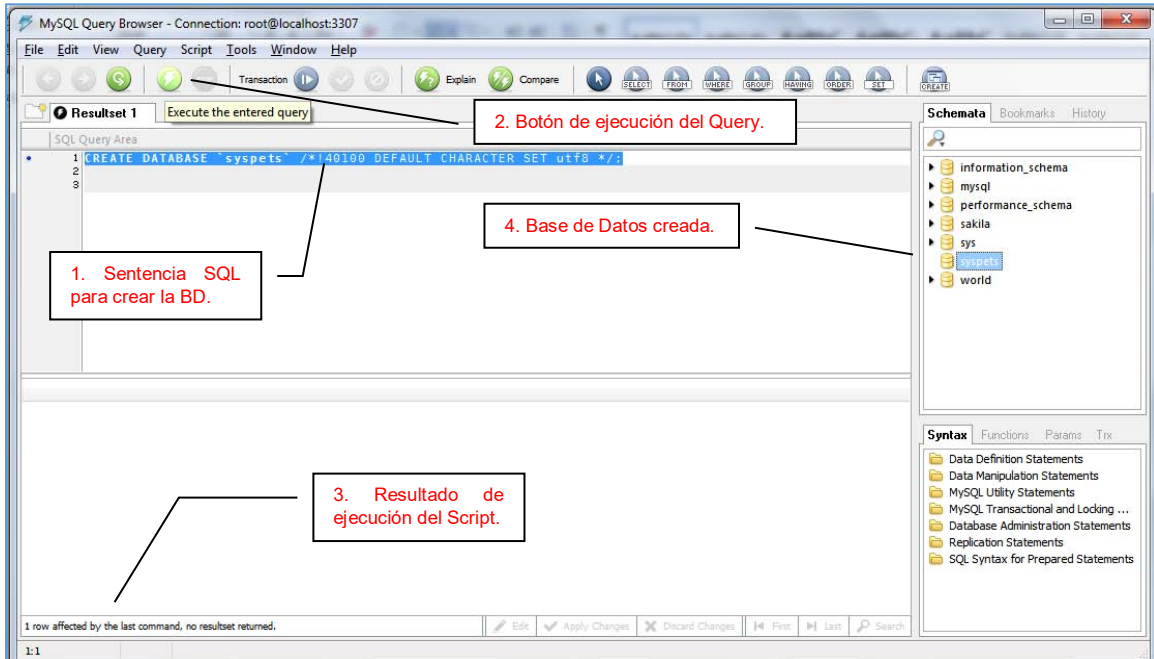 MySQL Query Browser - Connection: root@localhost:3307
File Edit View Query Script Tools Window Help
Transaction Explain Compare SELECT FROM WHERE GROUP HAVING ORDER SET CREATE
Resultset 1
Execute the entered query
2. Botón de ejecución del Query.
Schemata Bookmarks History
SQL Query Area
1 CREATE DATABASE `syspets` /*!40100 DEFAULT CHARACTER SET utf8 */;
2
3
information_schema
mysql
performance_schema
sakila
sys
syspets
world
4. Base de Datos creada.
1. Sentencia SQL
para crear la BD.
Syntax Functions Params Trx
Data Definition Statements
Data Manipulation Statements
MySQL Utility Statements
MySQL Transactional and Locking ...
Database Administration Statements
Replication Statements
SQL Syntax for Prepared Statements
3. Resultado de
ejecución del Script.
1 row affected by the last command, no resultset returned.
Edit Apply Changes Discard Changes First Last Search
1:1